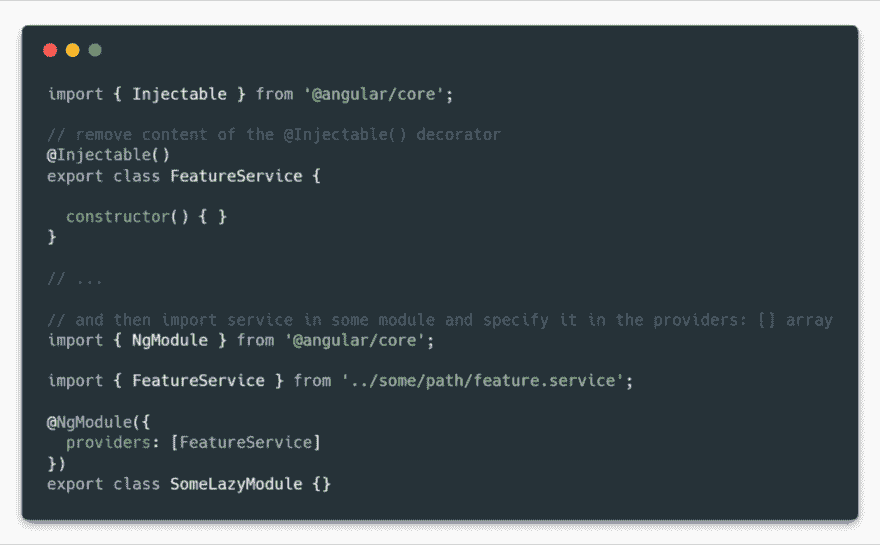 import { Injectable } from '@angular/core';
// remove content of the @Injectable() decorator
@Injectable()
export class FeatureService {
constructor() { }
}
// ...
// and then import service in some module and specify it in the providers: [] array
import { NgModule } from '@angular/core';
import { FeatureService } from '../some/path/feature.service';
@NgModule({
providers: [FeatureService]
})
export class SomeLazyModule {}